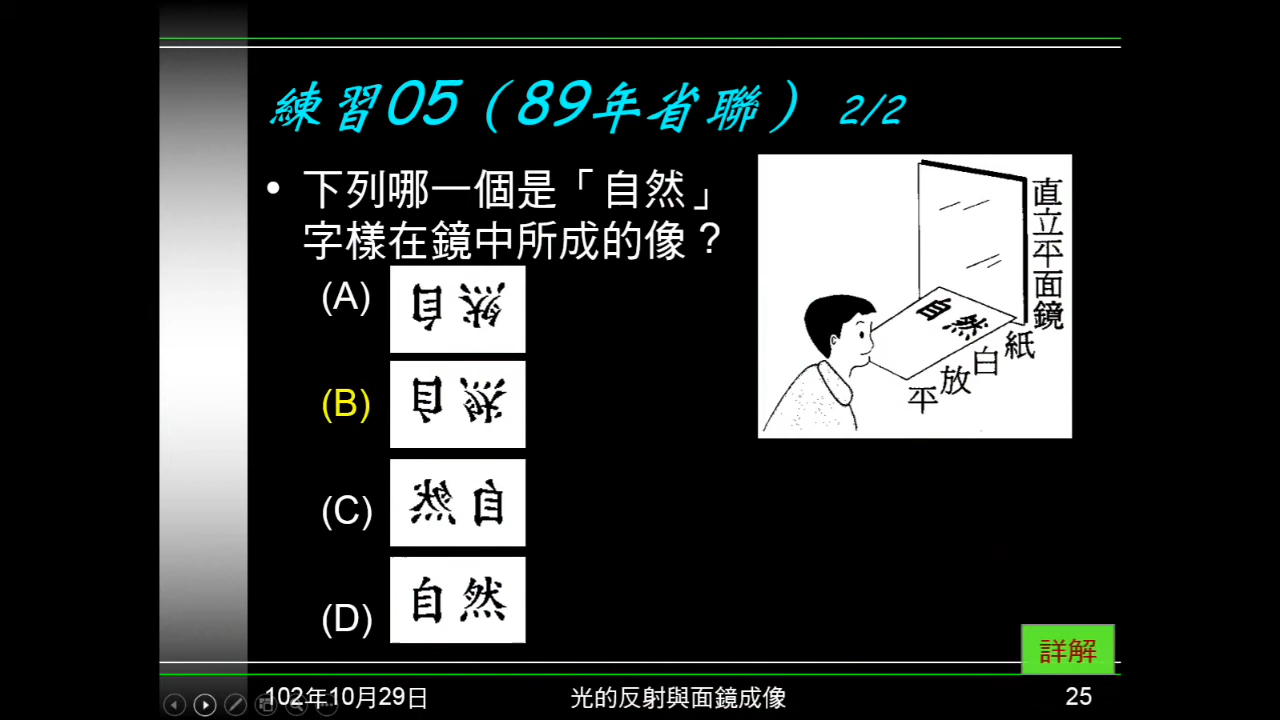 練習05（89年省聯） 2/2
• 下列哪一個是「自然」
字樣在鏡中所成的像？
(A)
(B)
(C) 然自
(D) 自然
直立平面鏡
自然
平放白紙
詳解
102年10月29日 光的反射與面鏡成像 25